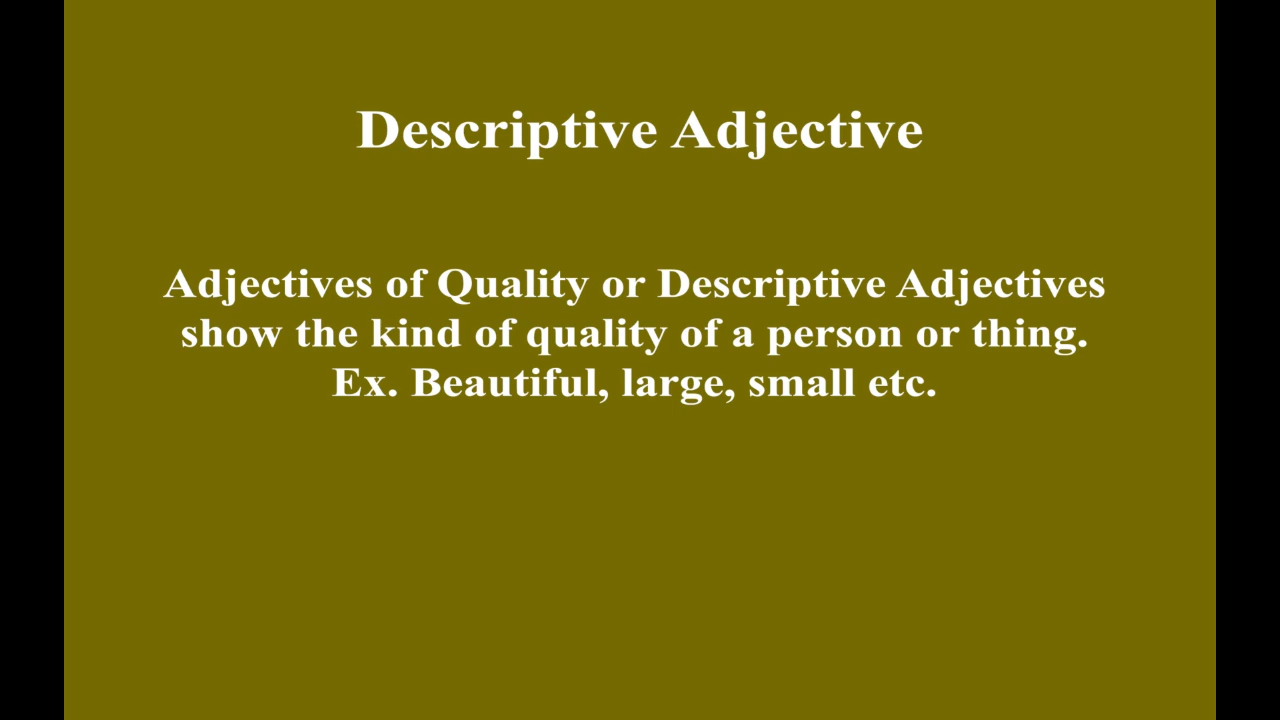 Descriptive Adjective
Adjectives of Quality or Descriptive Adjectives
show the kind of quality of a person or thing.
Ex. Beautiful, large, small etc.